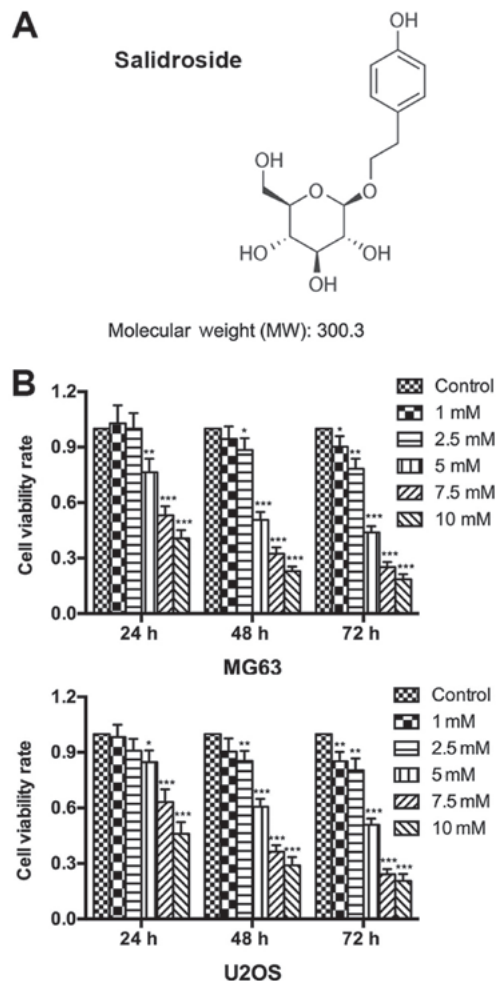 A
Salidroside
OH
OH
O
O
HO
OH
HO
OH
Molecular weight (MW): 300.3
B
Cell viability rate
1.2
0.9
0.6
0.3
0.0
** *** ***
* *** *** ***
* ** *** *** ***
24 h 48 h 72 h
MG63
Control
1 mM
2.5 mM
5 mM
7.5 mM
10 mM
Cell viability rate
1.2
0.9
0.6
0.3
0.0
* *** ***
** *** *** ***
** ** *** *** ***
24 h 48 h 72 h
U2OS
Control
1 mM
2.5 mM
5 mM
7.5 mM
10 mM